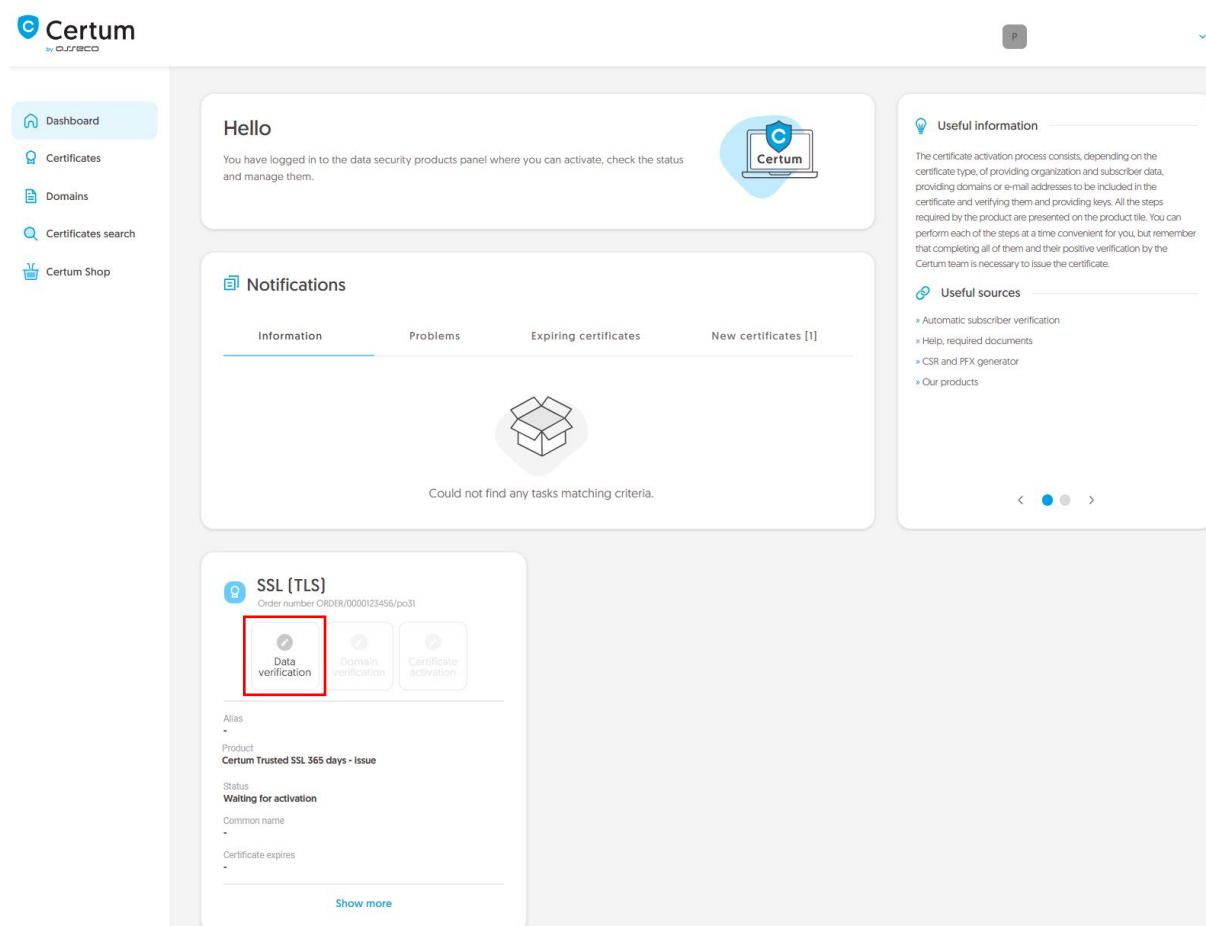 Certum
by asseco
P
Dashboard
Certificates
Domains
Certificates search
Certum Shop
Hello
You have logged in to the data security products panel where you can activate, check the status
and manage them.
Certum
Notifications
Information
Problems
Expiring certificates
New certificates [1]
Could not find any tasks matching criteria.
Useful information
The certificate activation process consists, depending on the
certificate type, of providing organization and subscriber data,
providing domains or e-mail addresses to be included in the
certificate and verifying them and providing keys. All the steps
required by the product are presented on the product tile. You can
perform each of the steps at a time convenient for you, but remember
that completing all of them and their positive verification by the
Certum team is necessary to issue the certificate.
Useful sources
» Automatic subscriber verification
» Help, required documents
» CSR and PFX generator
» Our products
SSL (TLS)
Order number ORDER/0000123456/po31
Data
verification
Domain
verification
Certificate
activation
Alias
-
Product
Certum Trusted SSL 365 days - issue
Status
Waiting for activation
Common name
-
Certificate expires
-
Show more